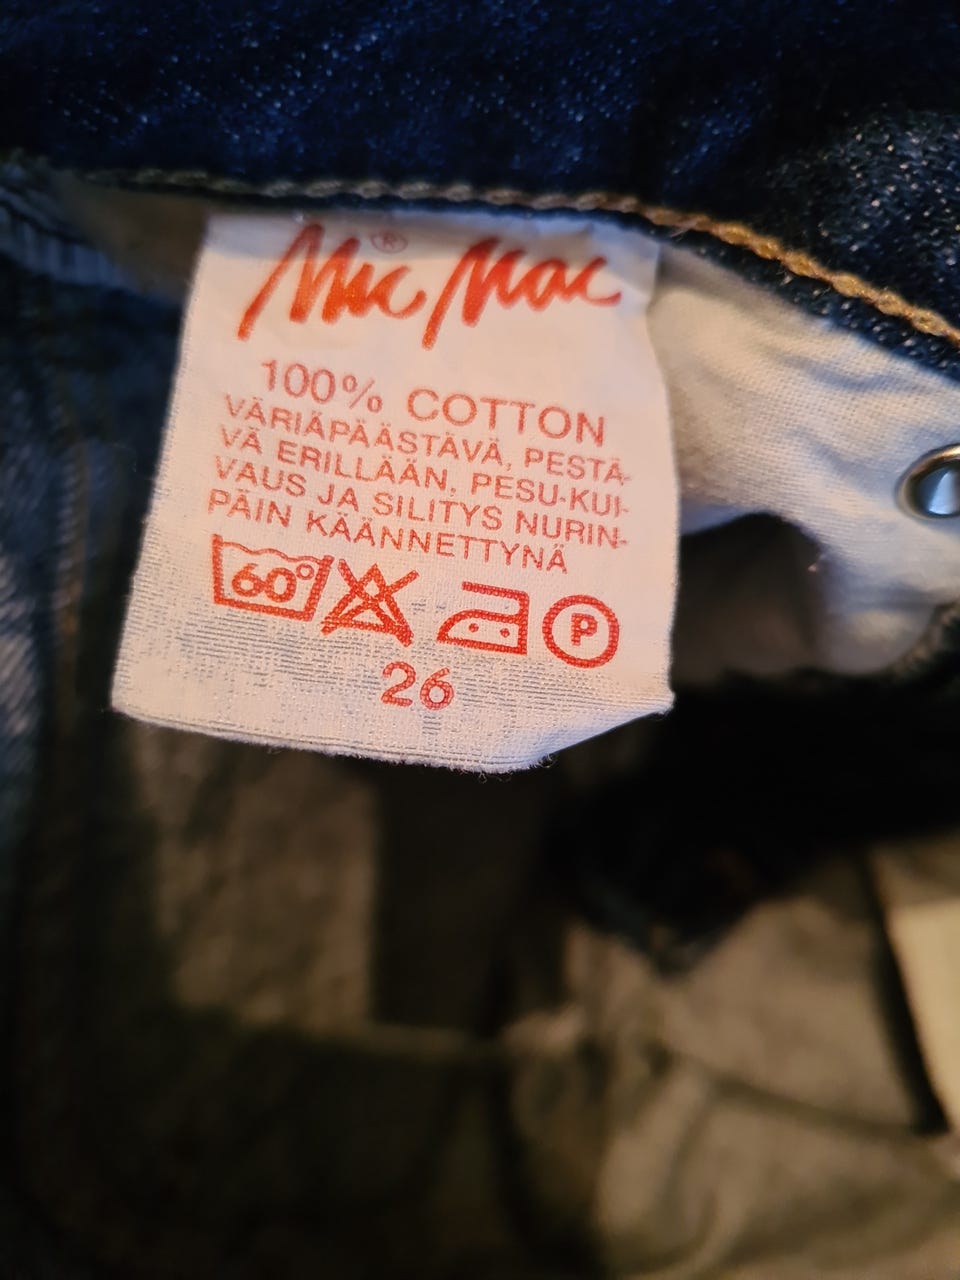 Mic Mac ®
100% COTTON
VÄRIÄPÄÄSTÄVÄ, PESTÄ-
VÄ ERILLÄÄN, PESU-KUI-
VAUS JA SILITYS NURIN-
PÄIN KÄÄNNETTYNÄ
60° P
26